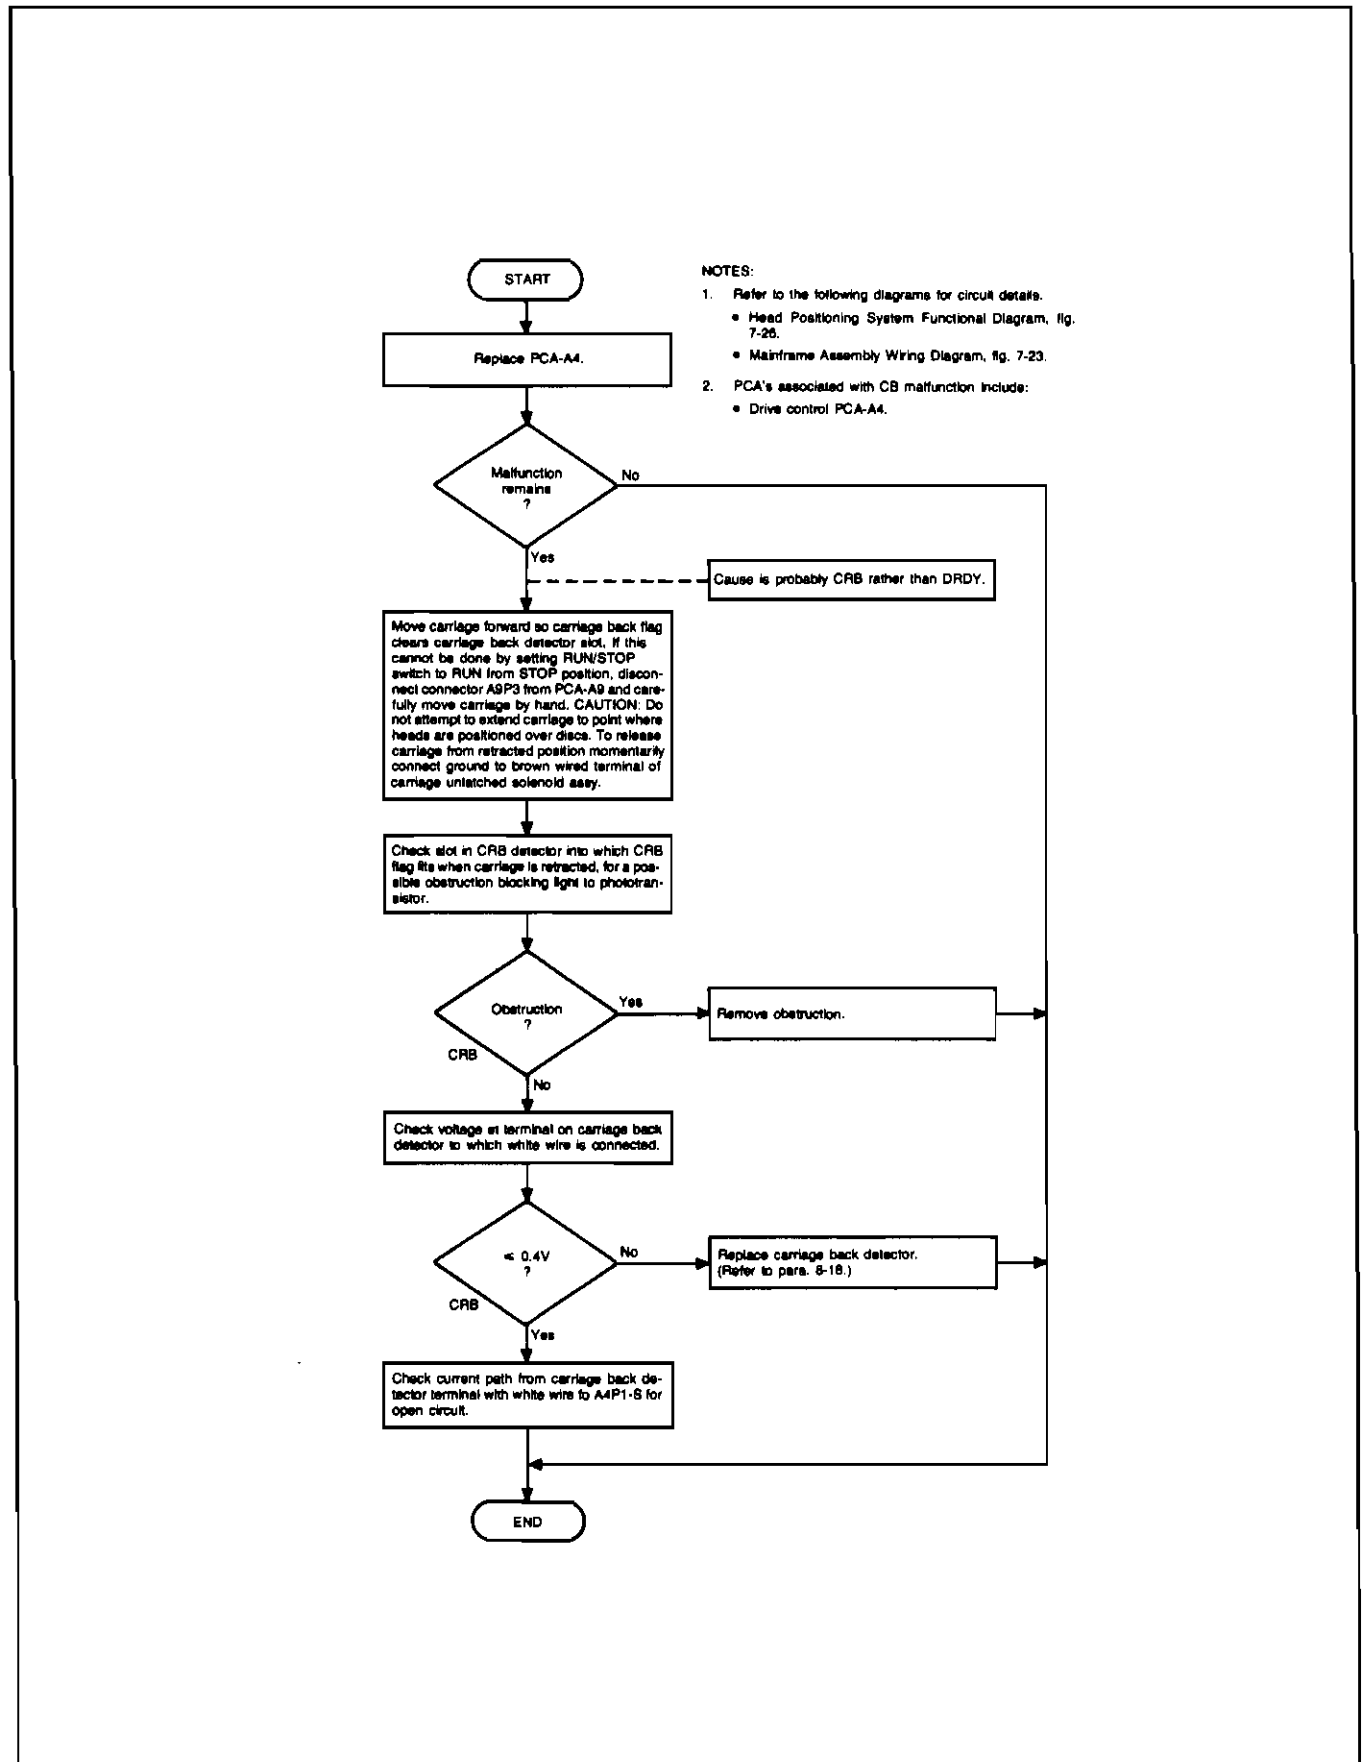 START
NOTES:
1. Refer to the following diagrams for circuit details.
• Head Positioning System Functional Diagram, fig.
7-26.
• Mainframe Assembly Wiring Diagram, fig. 7-23.
2. PCA's associated with CB malfunction include:
• Drive control PCA-A4.
Replace PCA-A4.
Malfunction
remains
?
No
Yes
Cause is probably CRB rather than DRDY.
Move carriage forward so carriage back flag
clears carriage back detector slot. If this
cannot be done by setting RUN/STOP
switch to RUN from STOP position, discon-
nect connector A9P3 from PCA-A9 and care-
fully move carriage by hand. CAUTION: Do
not attempt to extend carriage to point where
heads are positioned over discs. To release
carriage from retracted position momentarily
connect ground to brown wired terminal of
carriage unlatched solenoid assy.
Check slot in CRB detector into which CRB
flag fits when carriage is retracted, for a pos-
sible obstruction blocking light to phototran-
sistor.
Obstruction
?
Yes
Remove obstruction.
CRB
No
Check voltage at terminal on carriage back
detector to which white wire is connected.
≤ 0.4V
?
No
Replace carriage back detector.
(Refer to para. 8-18.)
CRB
Yes
Check current path from carriage back de-
tector terminal with white wire to A4P1-S for
open circuit.
END